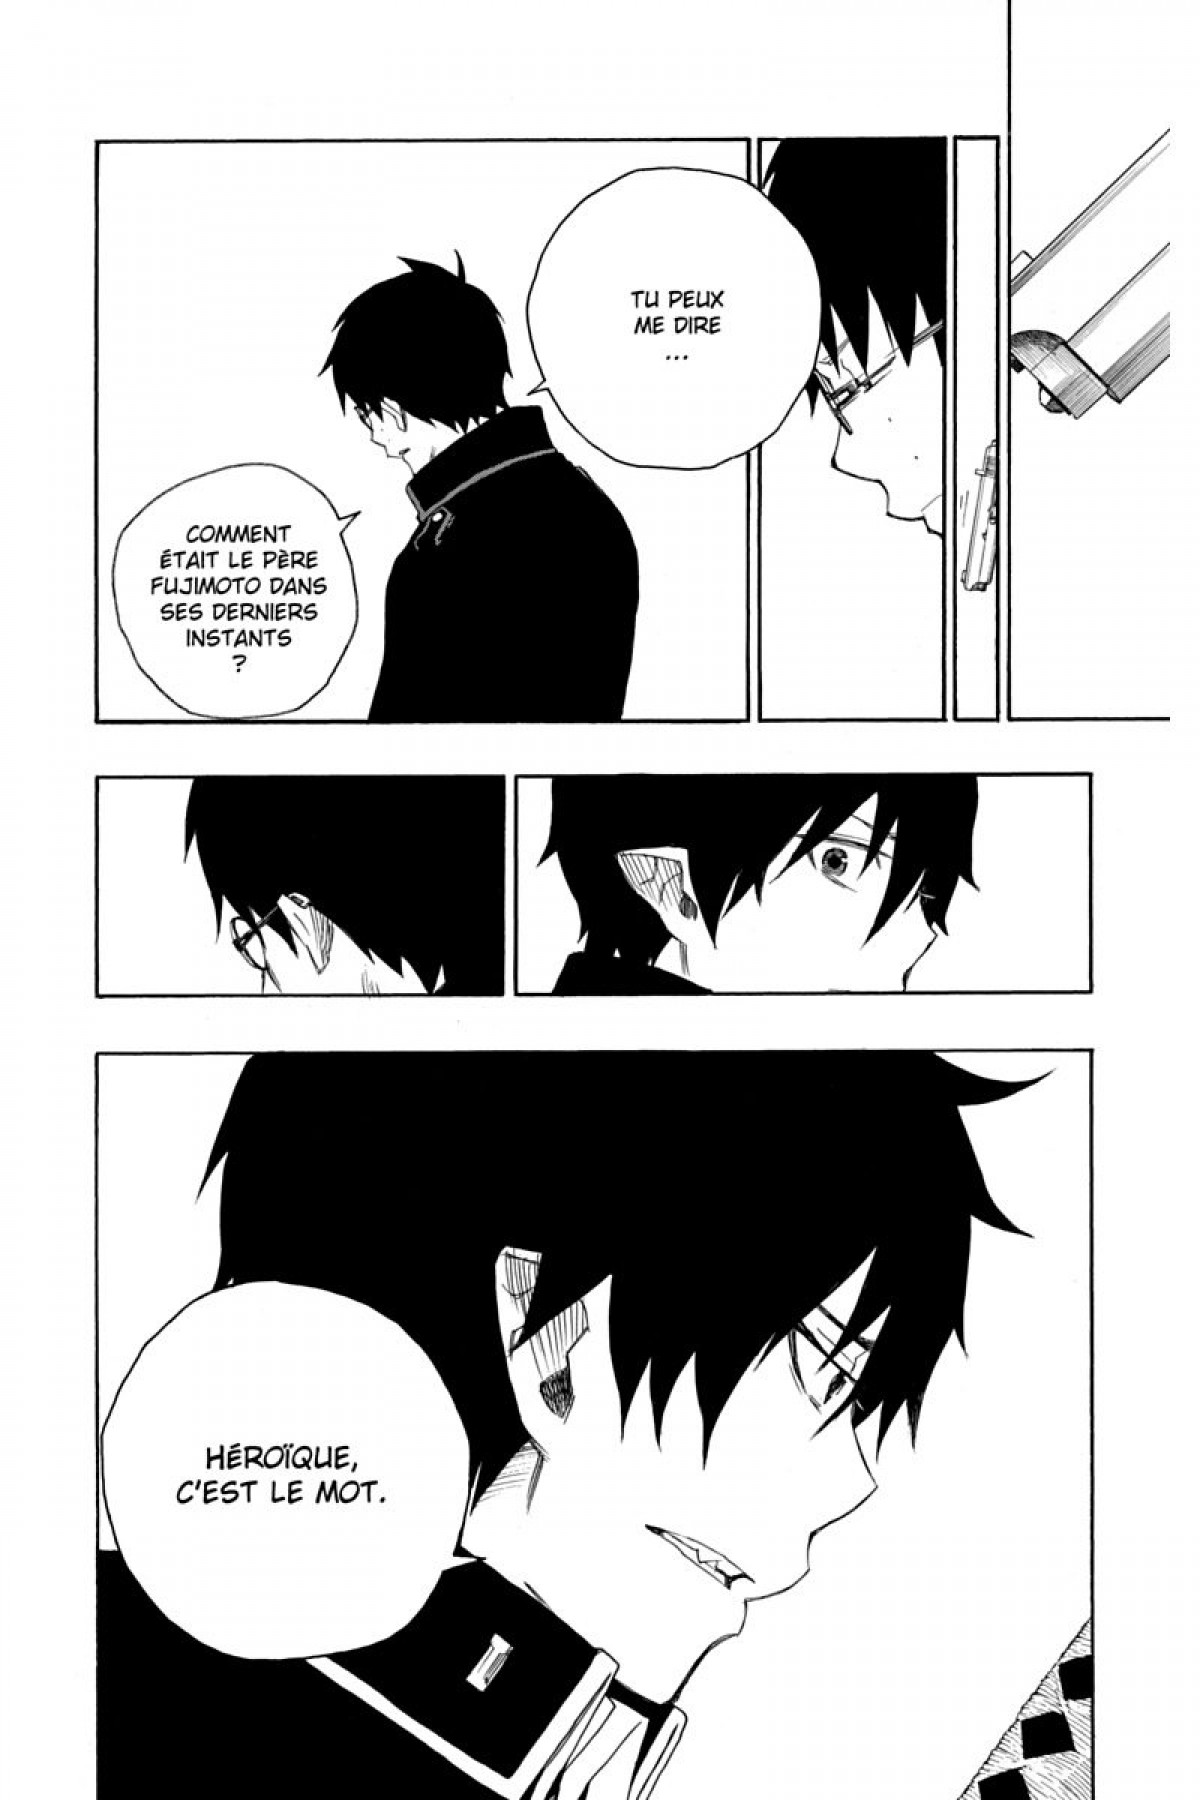 TU PEUX
ME DIRE
...
COMMENT
ÉTAIT LE PÈRE
FUJIMOTO DANS
SES DERNIERS
INSTANTS
?
HÉROÏQUE,
C'EST LE MOT.